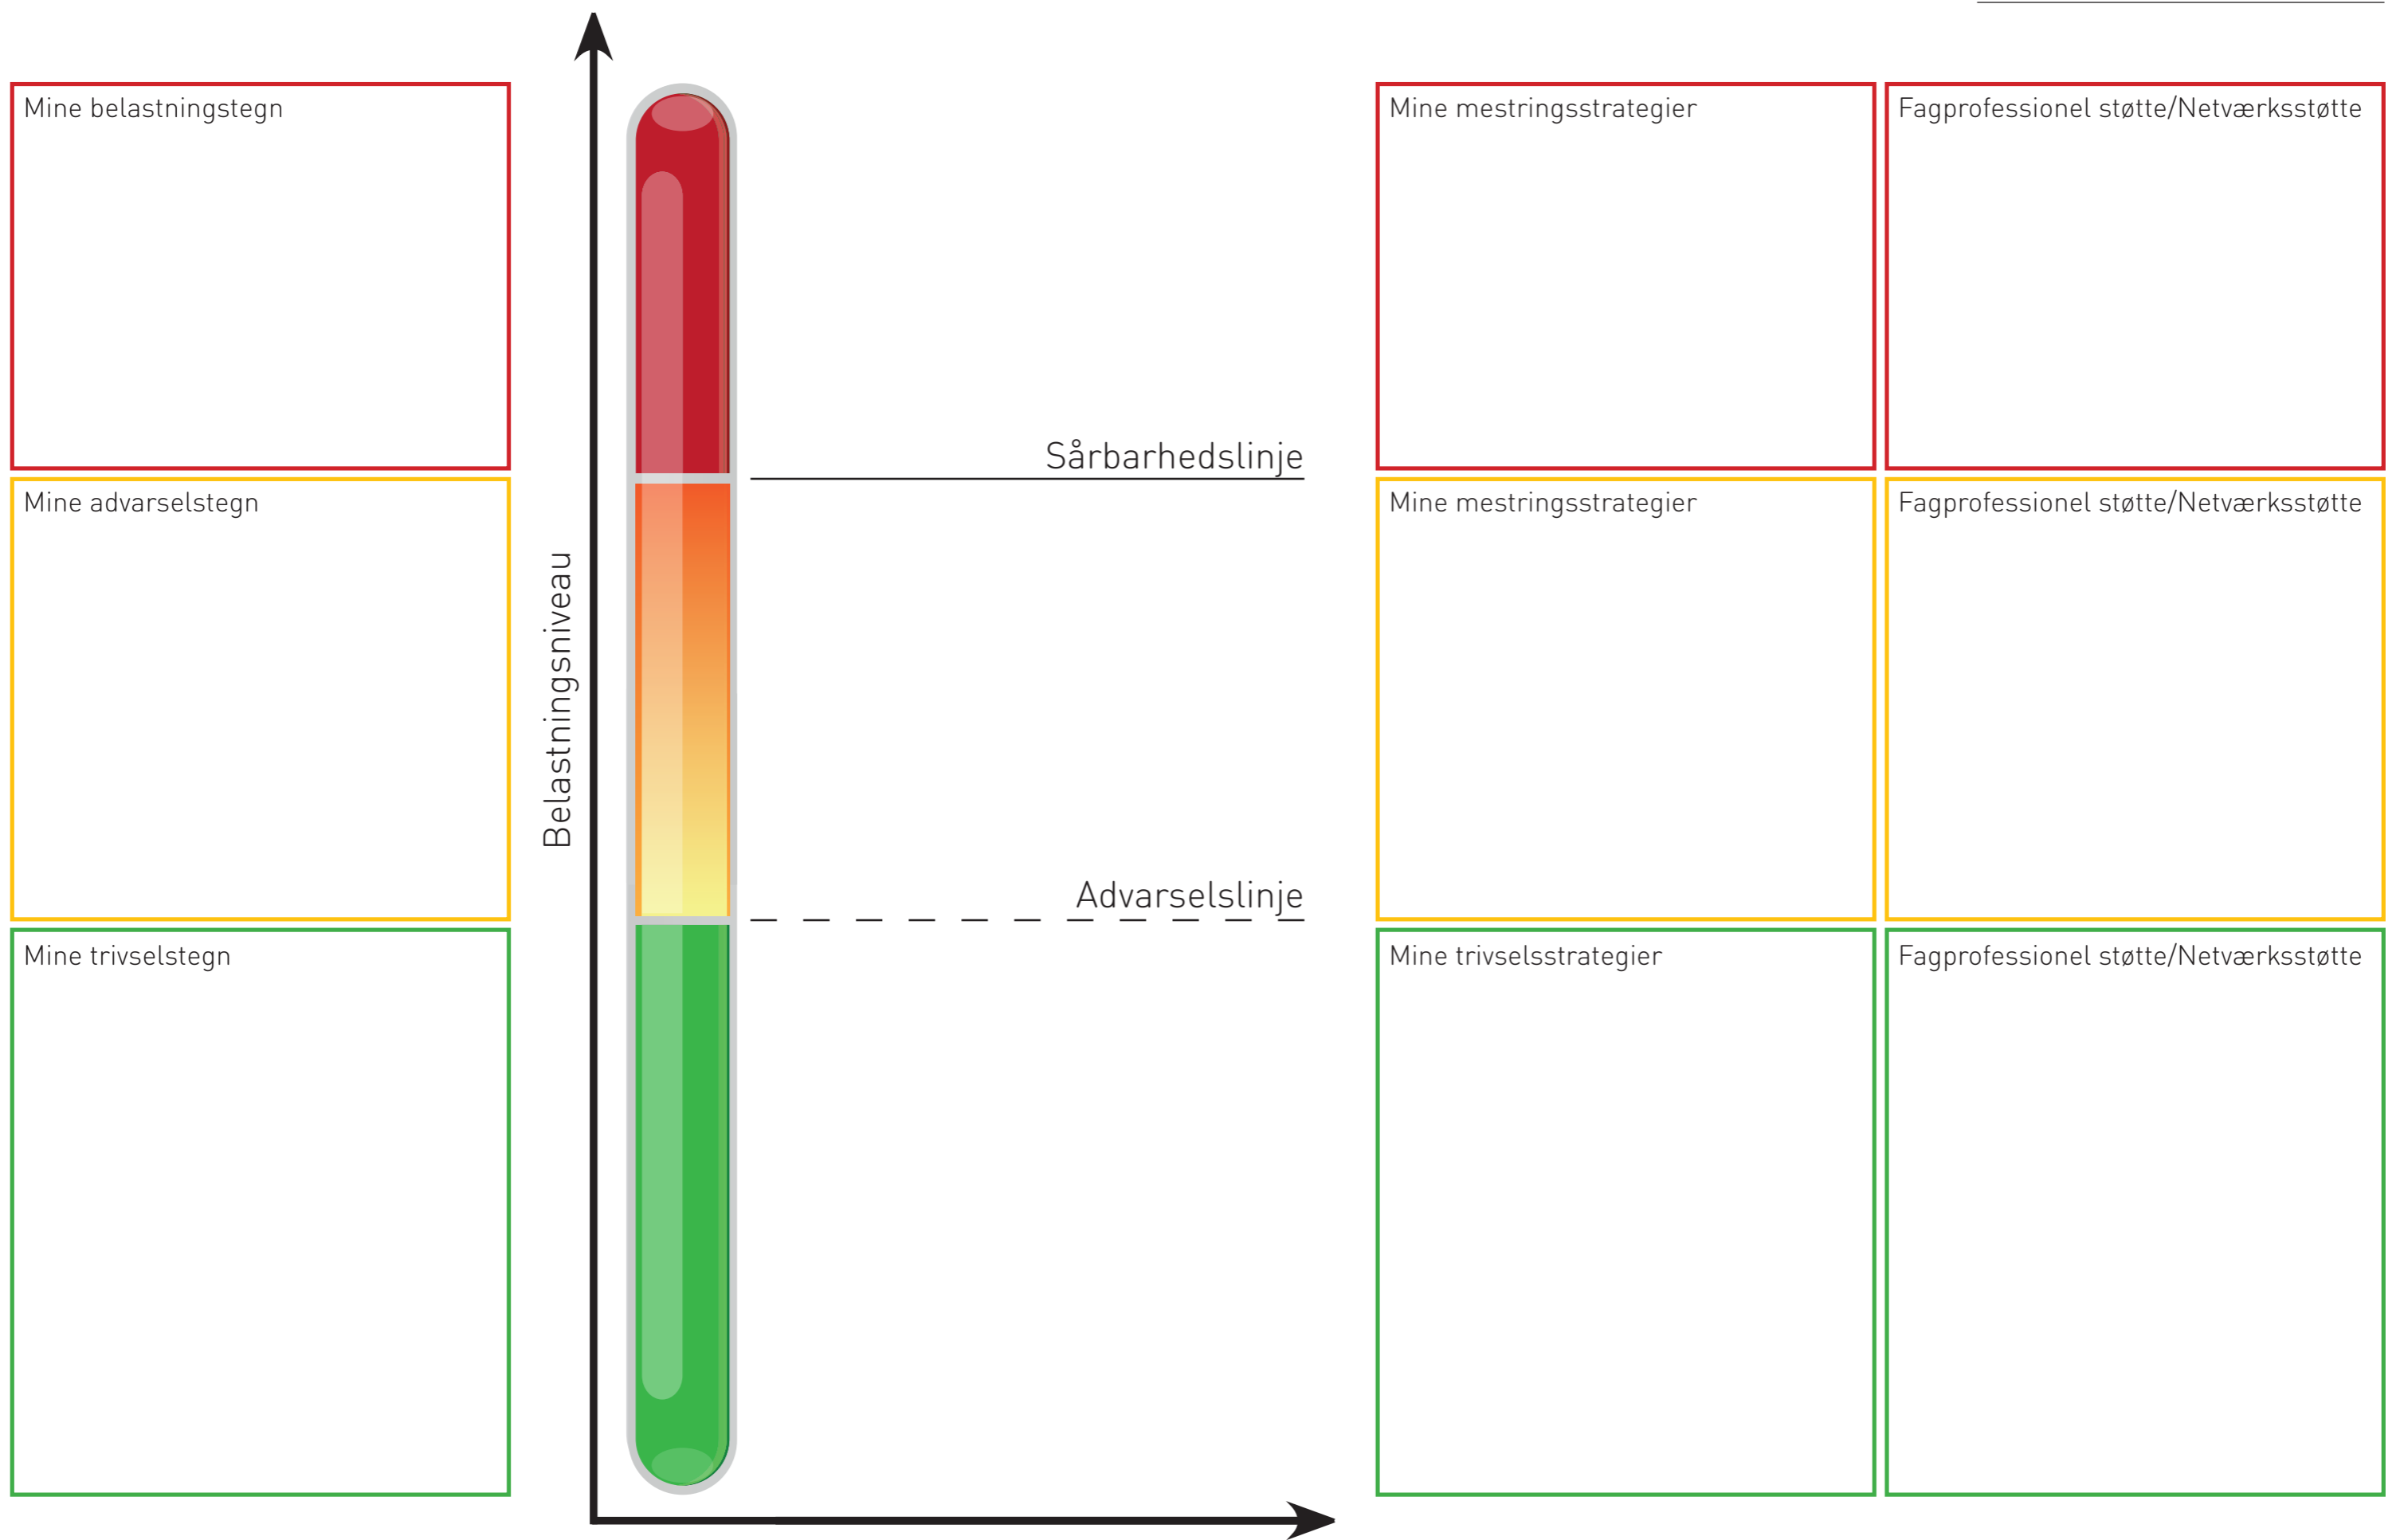 Mine belastningstegn
Mine mestringsstrategier
Fagprofessionel støtte/Netværksstøtte
Sårbarhedslinje
Mine advarselstegn
Mine mestringsstrategier
Fagprofessionel støtte/Netværksstøtte
Belastningsniveau
Advarselslinje
Mine trivselstegn
Mine trivselsstrategier
Fagprofessionel støtte/Netværksstøtte